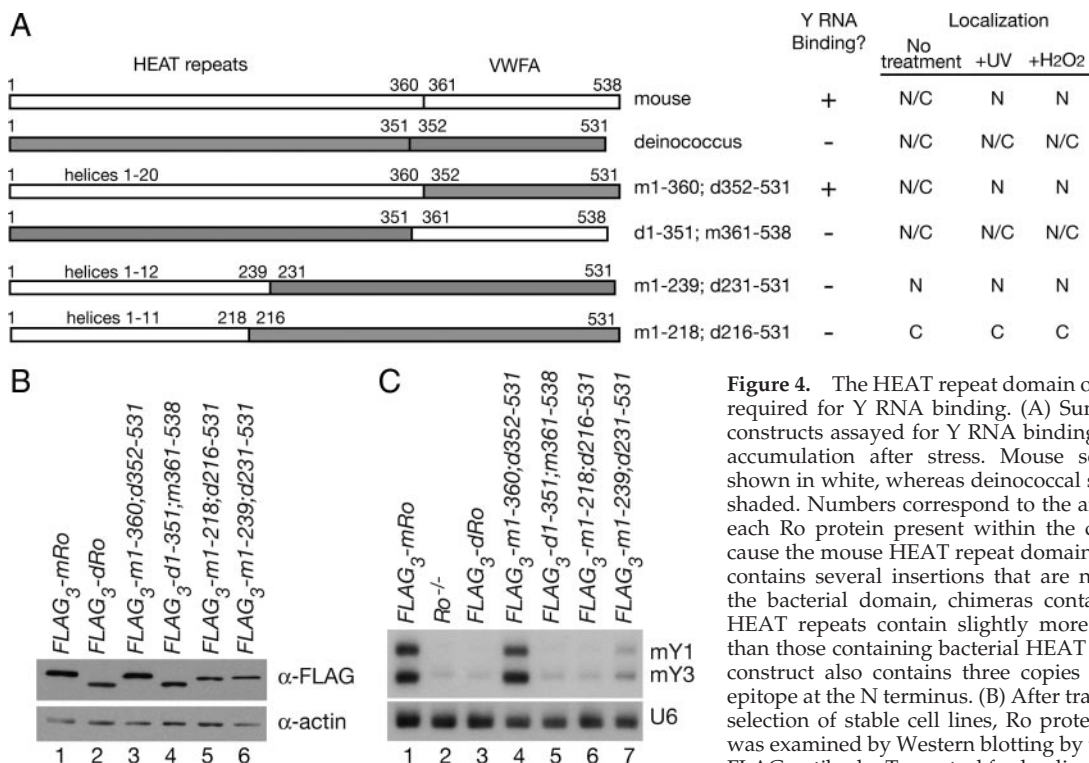 A
Y RNA Binding?
Localization
No treatment +UV +H2O2
HEAT repeats VWFA
1 360 361 538
mouse + N/C N N
1 351 352 531
deinococcus - N/C N/C N/C
1 helices 1-20 360 352 531
m1-360; d352-531 + N/C N N
1 351 361 538
d1-351; m361-538 - N/C N/C N/C
1 helices 1-12 239 231 531
m1-239; d231-531 - N N N
1 helices 1-11 218 216 531
m1-218; d216-531 - C C C
B
FLAG3-mRo
FLAG3-dRo
FLAG3-m1-360;d352-531
FLAG3-d1-351;m361-538
FLAG3-m1-218;d216-531
FLAG3-m1-239;d231-531
α-FLAG
α-actin
1 2 3 4 5 6
C
FLAG3-mRo
Ro-/-
FLAG3-dRo
FLAG3-m1-360;d352-531
FLAG3-d1-351;m361-538
FLAG3-m1-218;d216-531
FLAG3-m1-239;d231-531
mY1
mY3
U6
1 2 3 4 5 6 7
Figure 4. The HEAT repeat domain o
required for Y RNA binding. (A) Sur
constructs assayed for Y RNA binding
accumulation after stress. Mouse se
shown in white, whereas deinococcal s
shaded. Numbers correspond to the a
each Ro protein present within the c
cause the mouse HEAT repeat domain
contains several insertions that are n
the bacterial domain, chimeras conta
HEAT repeats contain slightly more
than those containing bacterial HEAT
construct also contains three copies
epitope at the N terminus. (B) After tra
selection of stable cell lines, Ro prote
was examined by Western blotting by